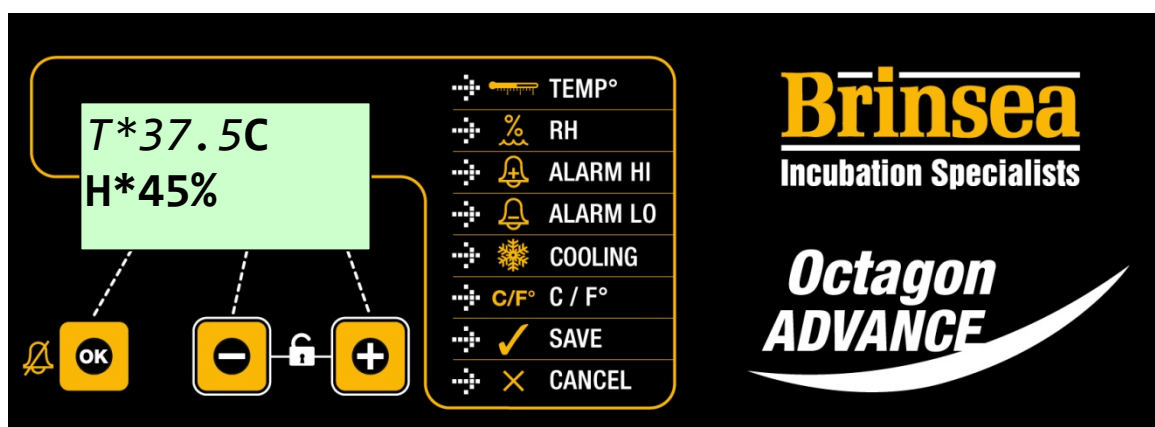 T*37.5C
H*45%
OK
TEMP°
% RH
ALARM HI
ALARM LO
COOLING
C/F° C / F°
SAVE
CANCEL
Brinsea
Incubation Specialists
Octagon
ADVANCE